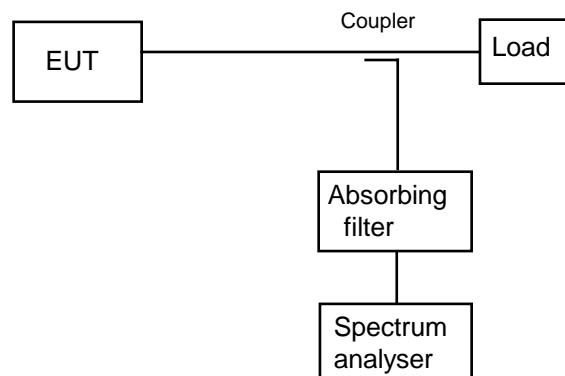 Coupler
EUT
Load
Absorbing
filter
Spectrum
analyser